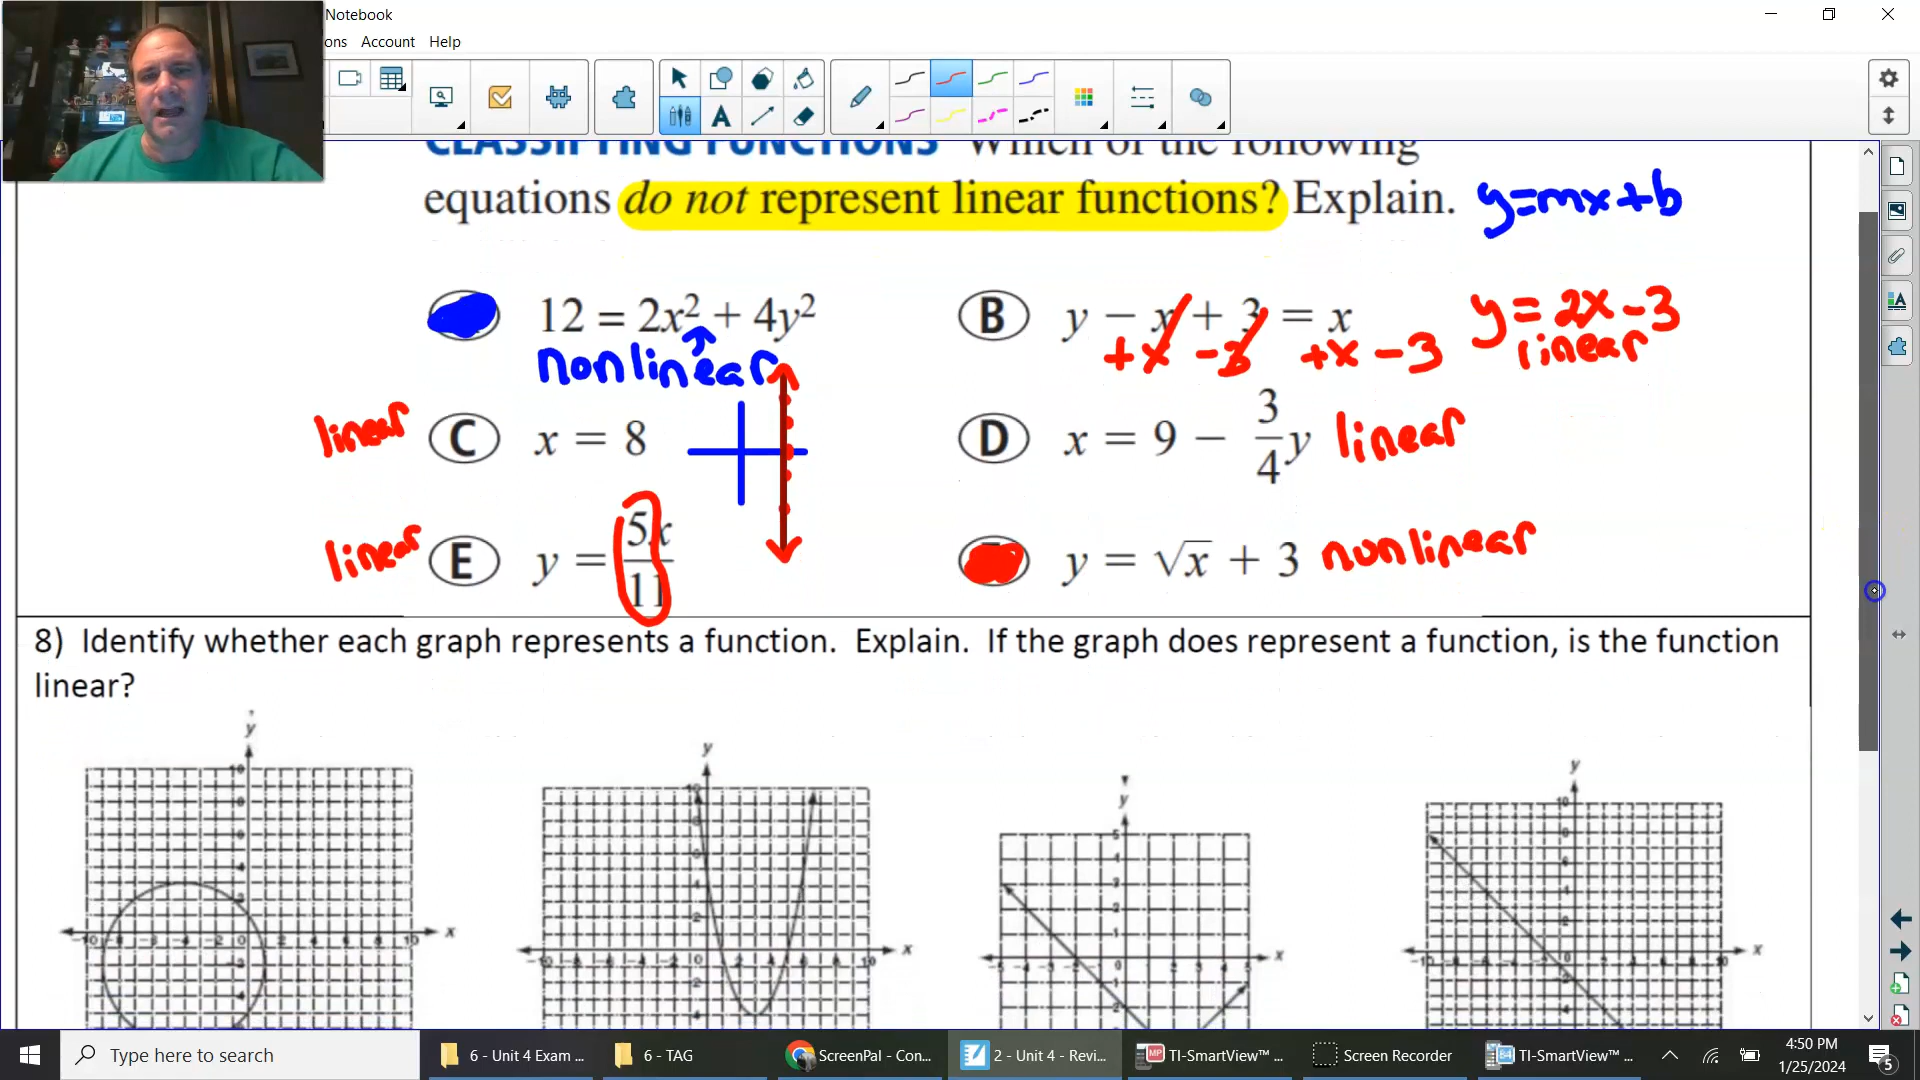 Notebook
ons Account Help
CLASSIFYING FUNCTIONS Which of the following
equations do not represent linear functions? Explain. y=mx+b
12 = 2x² + 4y²
nonlinear
B y − x + 3 = x y = 2x − 3
+x −3 +x −3 linear
linear C x = 8
D x = 9 − 3/4 y linear
linear E y = 5x/11
y = √x + 3 nonlinear
8) Identify whether each graph represents a function. Explain. If the graph does represent a function, is the function
linear?
y
y
y
y
x
x
x
x
Type here to search
6 - Unit 4 Exam ...
6 - TAG
ScreenPal - Con...
2 - Unit 4 - Revi...
TI-SmartView™ ...
Screen Recorder
TI-SmartView™ ...
4:50 PM
1/25/2024
5